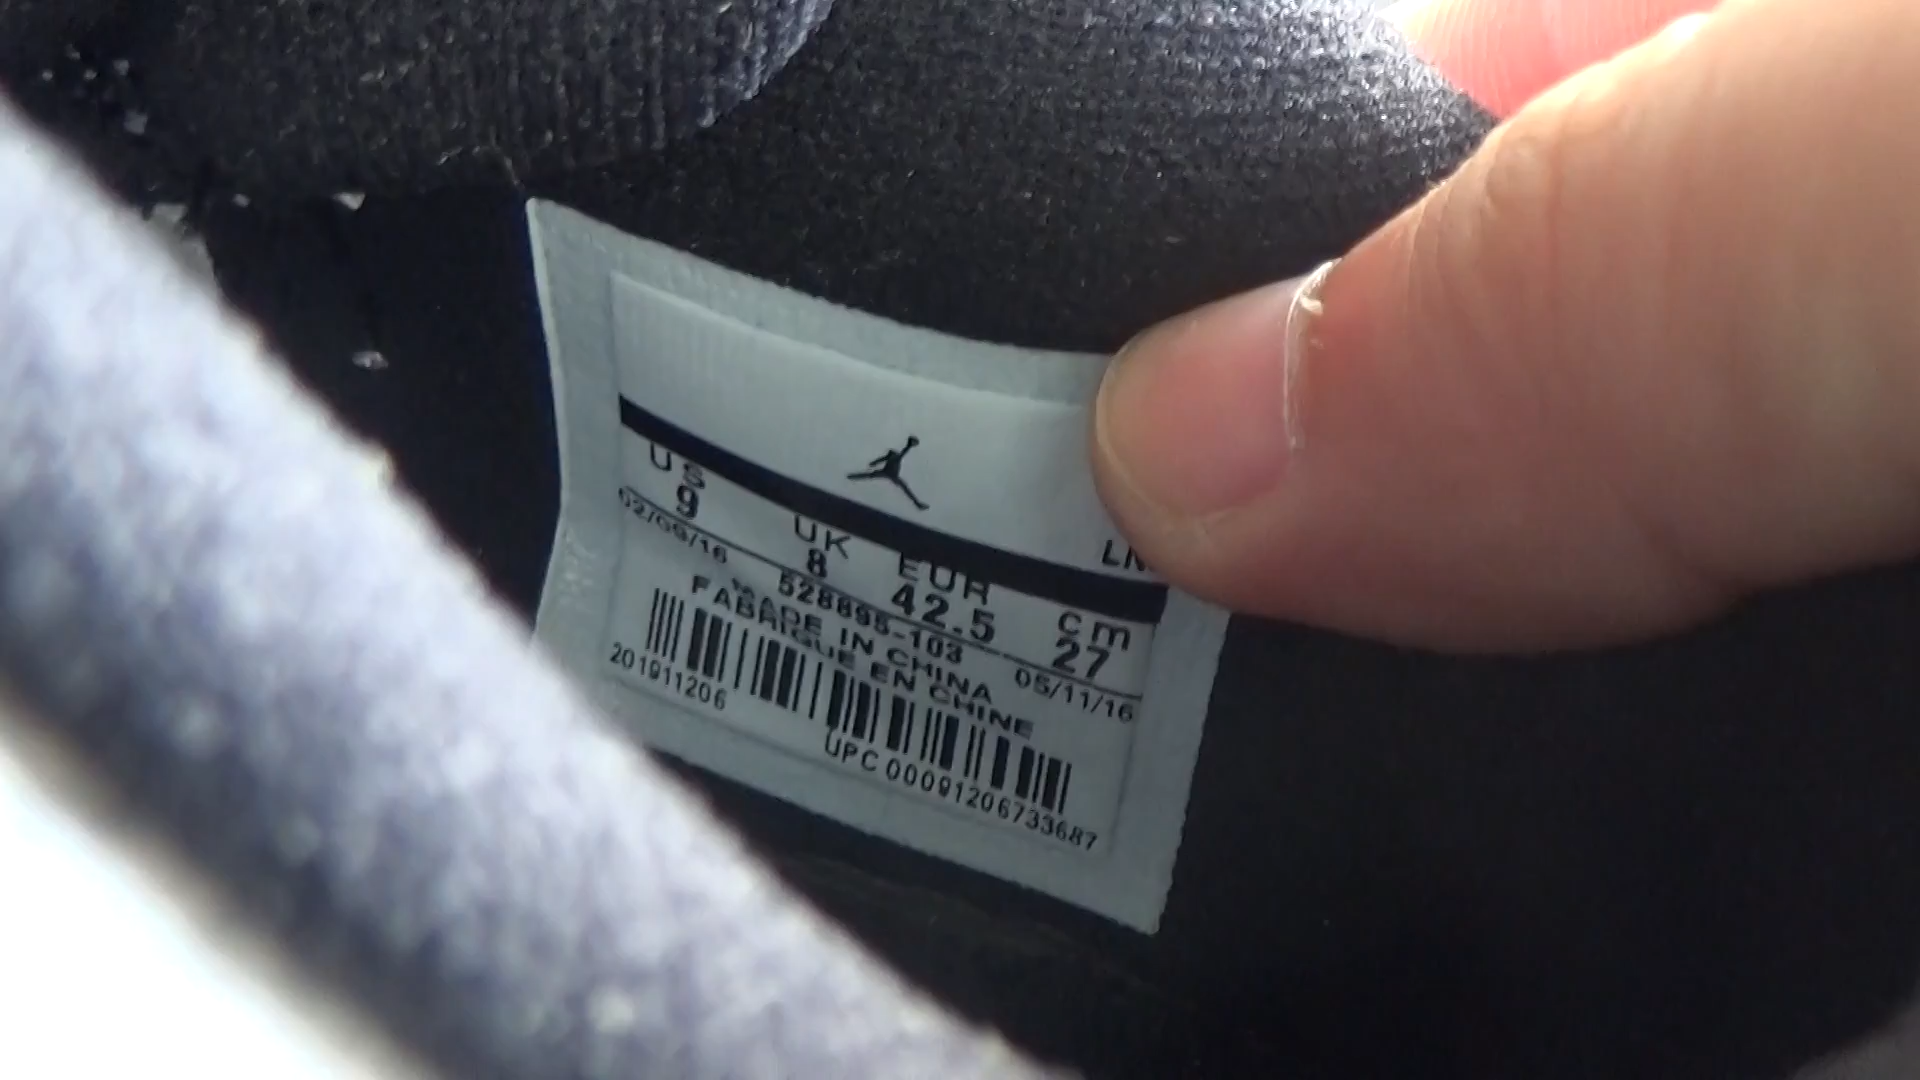 LN
US UK EUR cm
9 8 42.5 27
02/09/16 528895-103 05/11/16
MADE IN CHINA
FABRIQUE EN CHINE
201911206
UPC 00091206733687